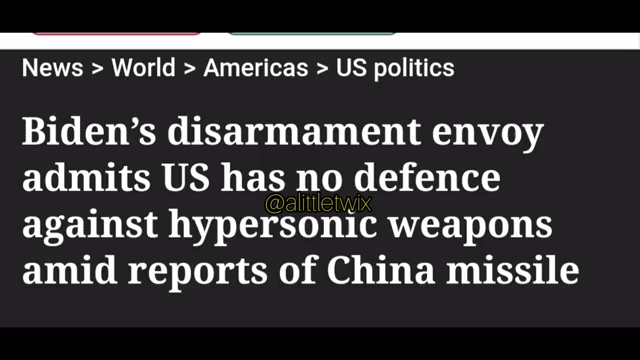 News > World > Americas > US politics
Biden’s disarmament envoy
admits US has no defence
@alittletwix
against hypersonic weapons
amid reports of China missile